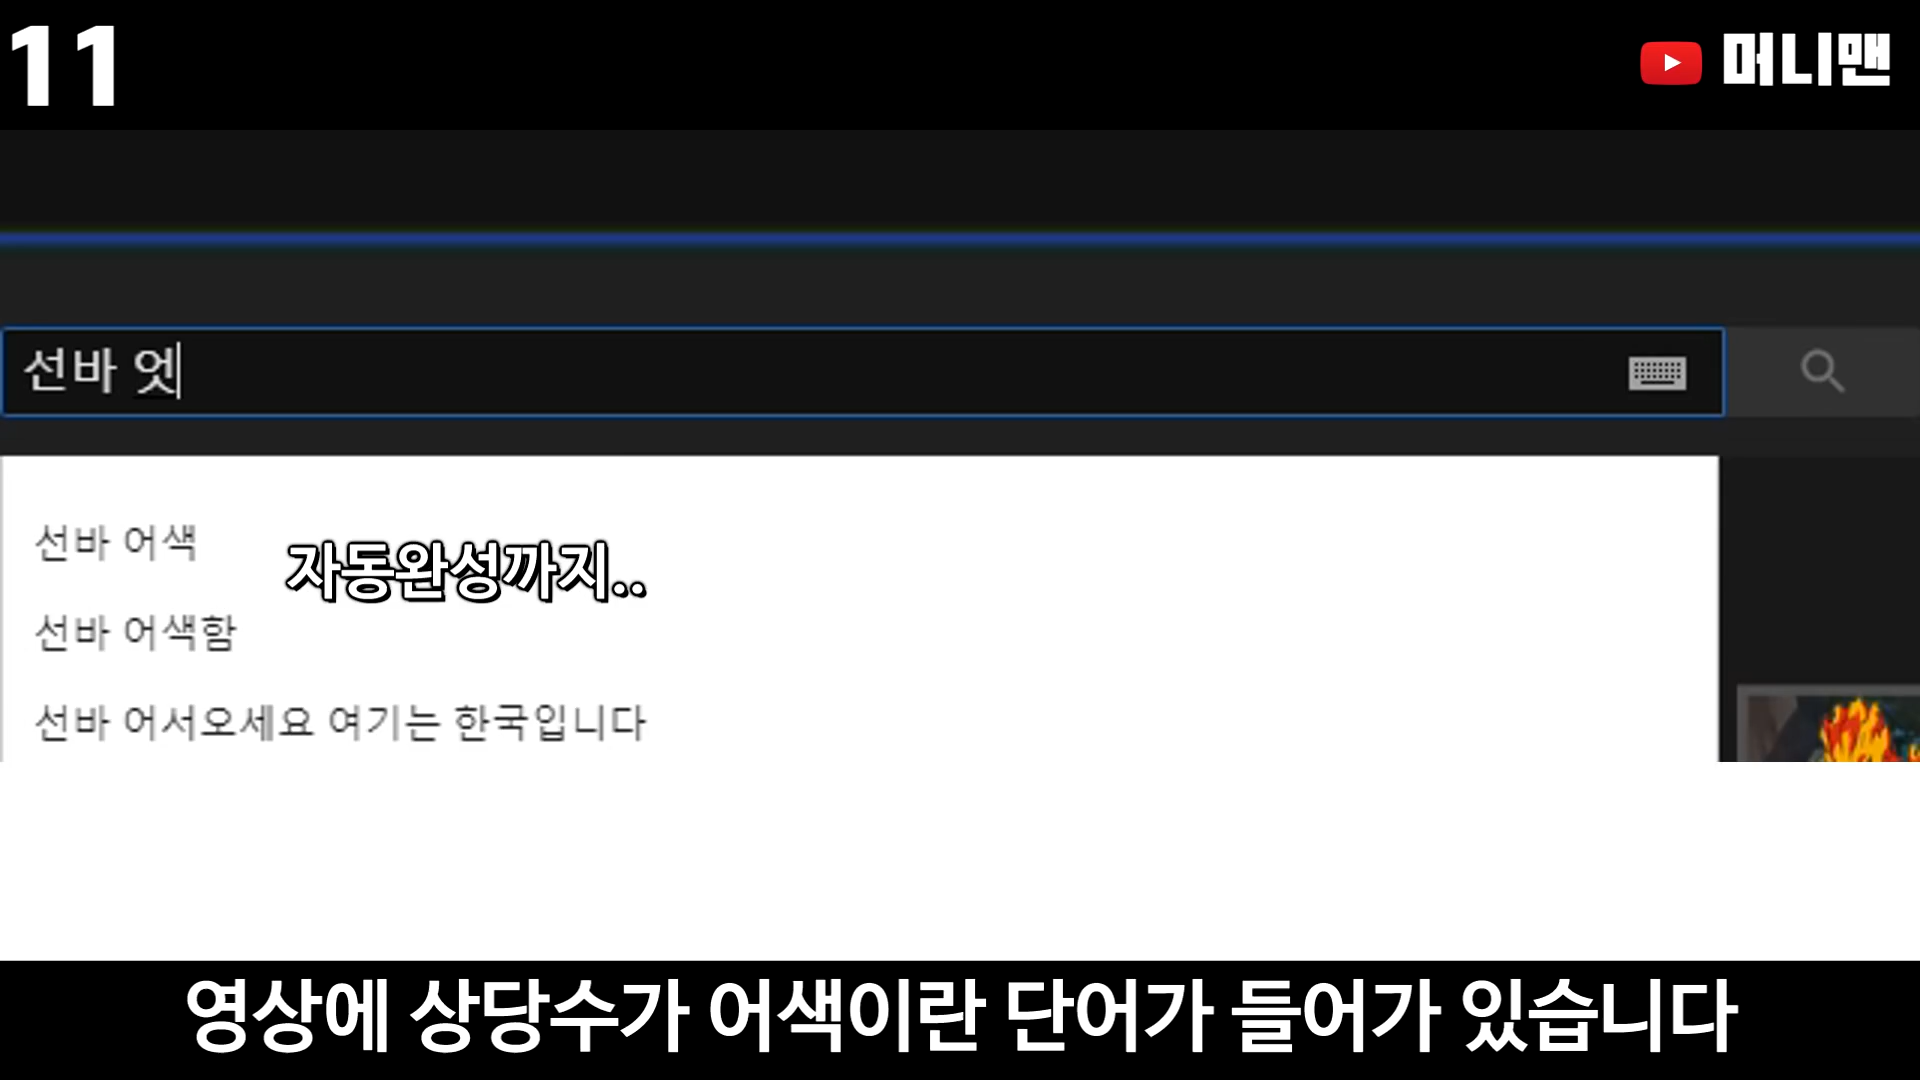 11
머니맨
선바 엇
선바 어색
자동완성까지..
선바 어색함
선바 어서오세요 여기는 한국입니다
영상에 상당수가 어색이란 단어가 들어가 있습니다